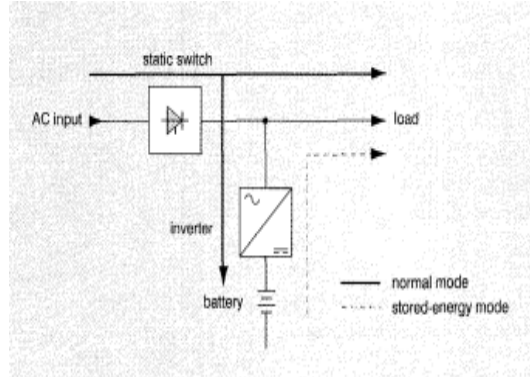 static switch
AC input
load
inverter
battery
normal mode
stored-energy mode